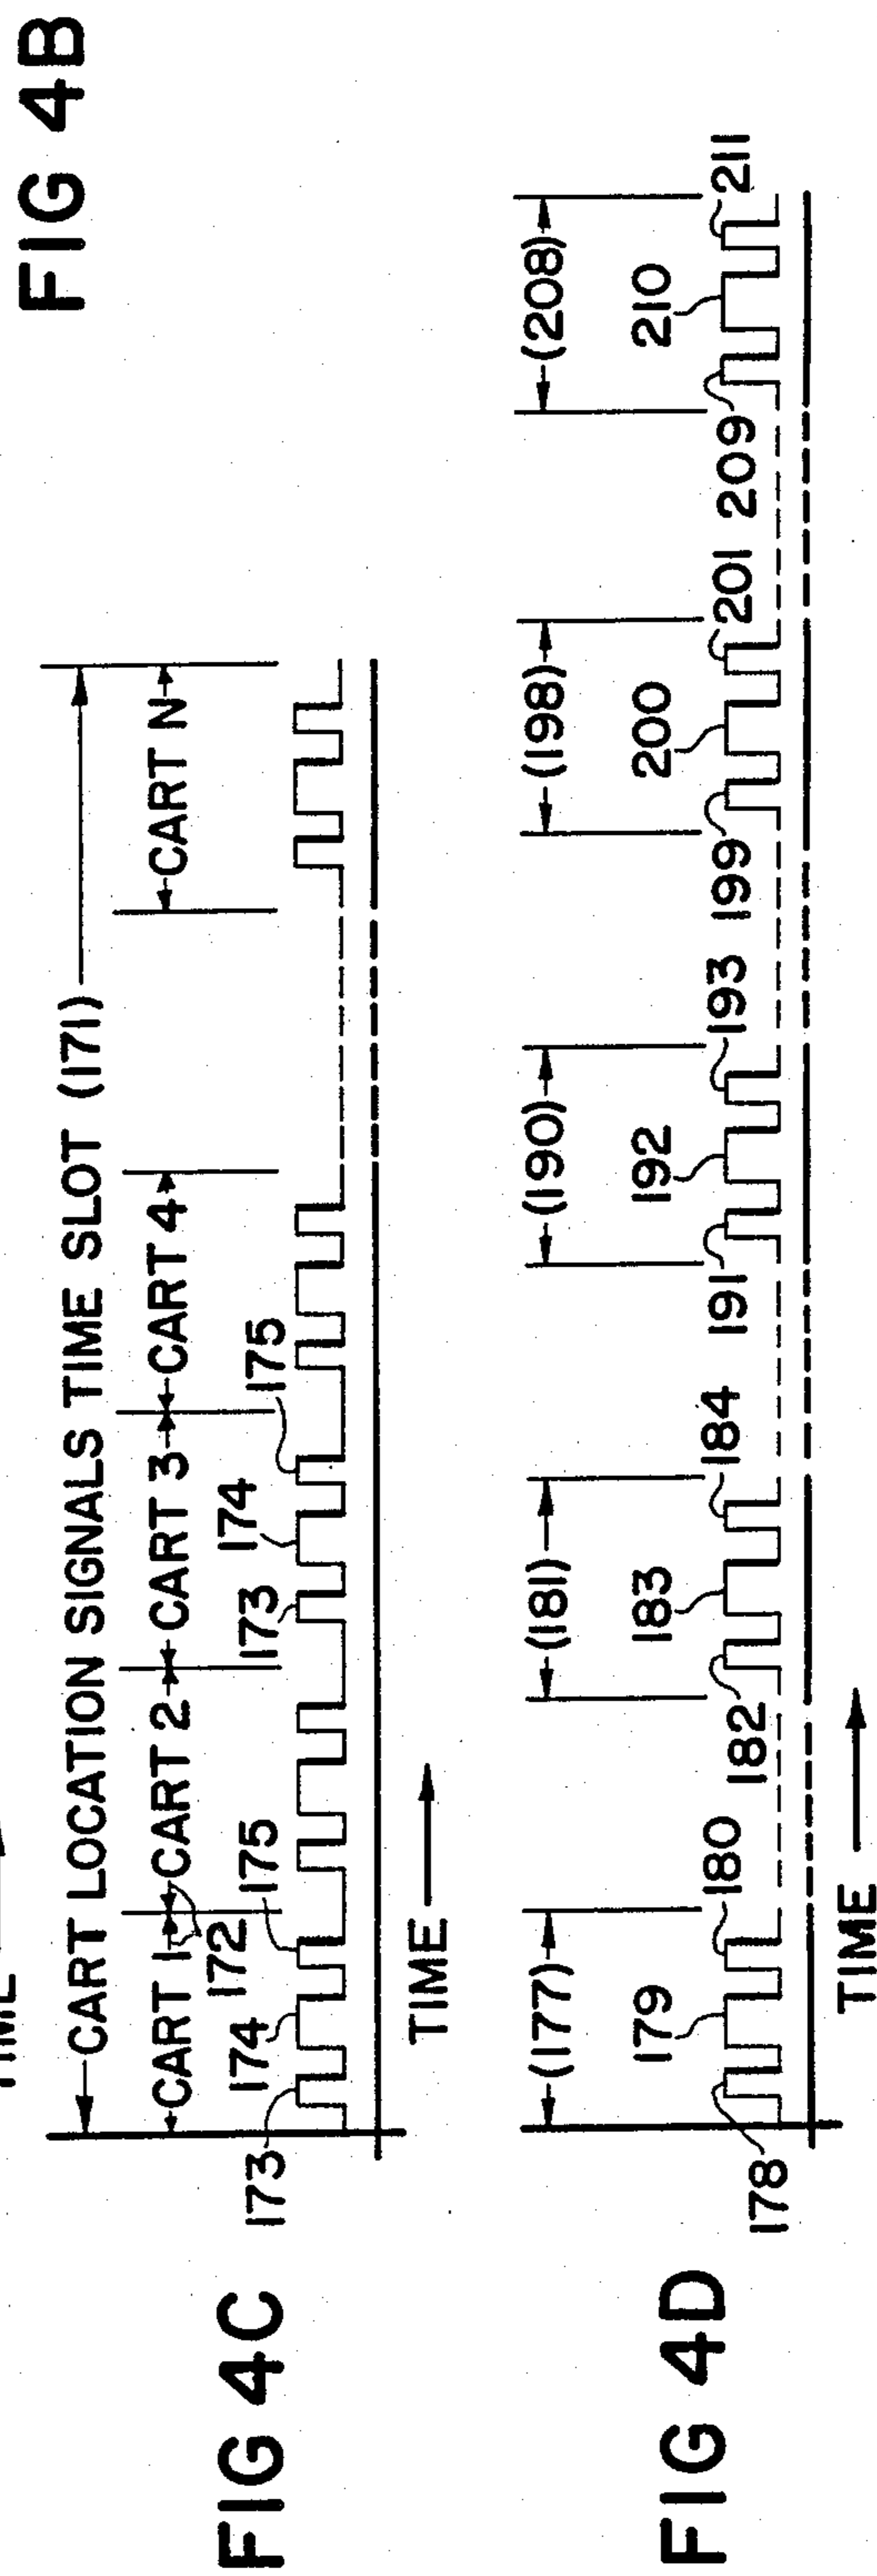 FIG 4B
TIME
CART LOCATION SIGNALS TIME SLOT (171)
CART 1
CART 2
CART 3
CART 4
CART N
172
173
174
175
173
174
175
TIME
FIG 4C
(177)
(181)
(190)
(198)
(208)
178
179
180
182
183
184
191
192
193
199
200
201
209
210
211
TIME
FIG 4D